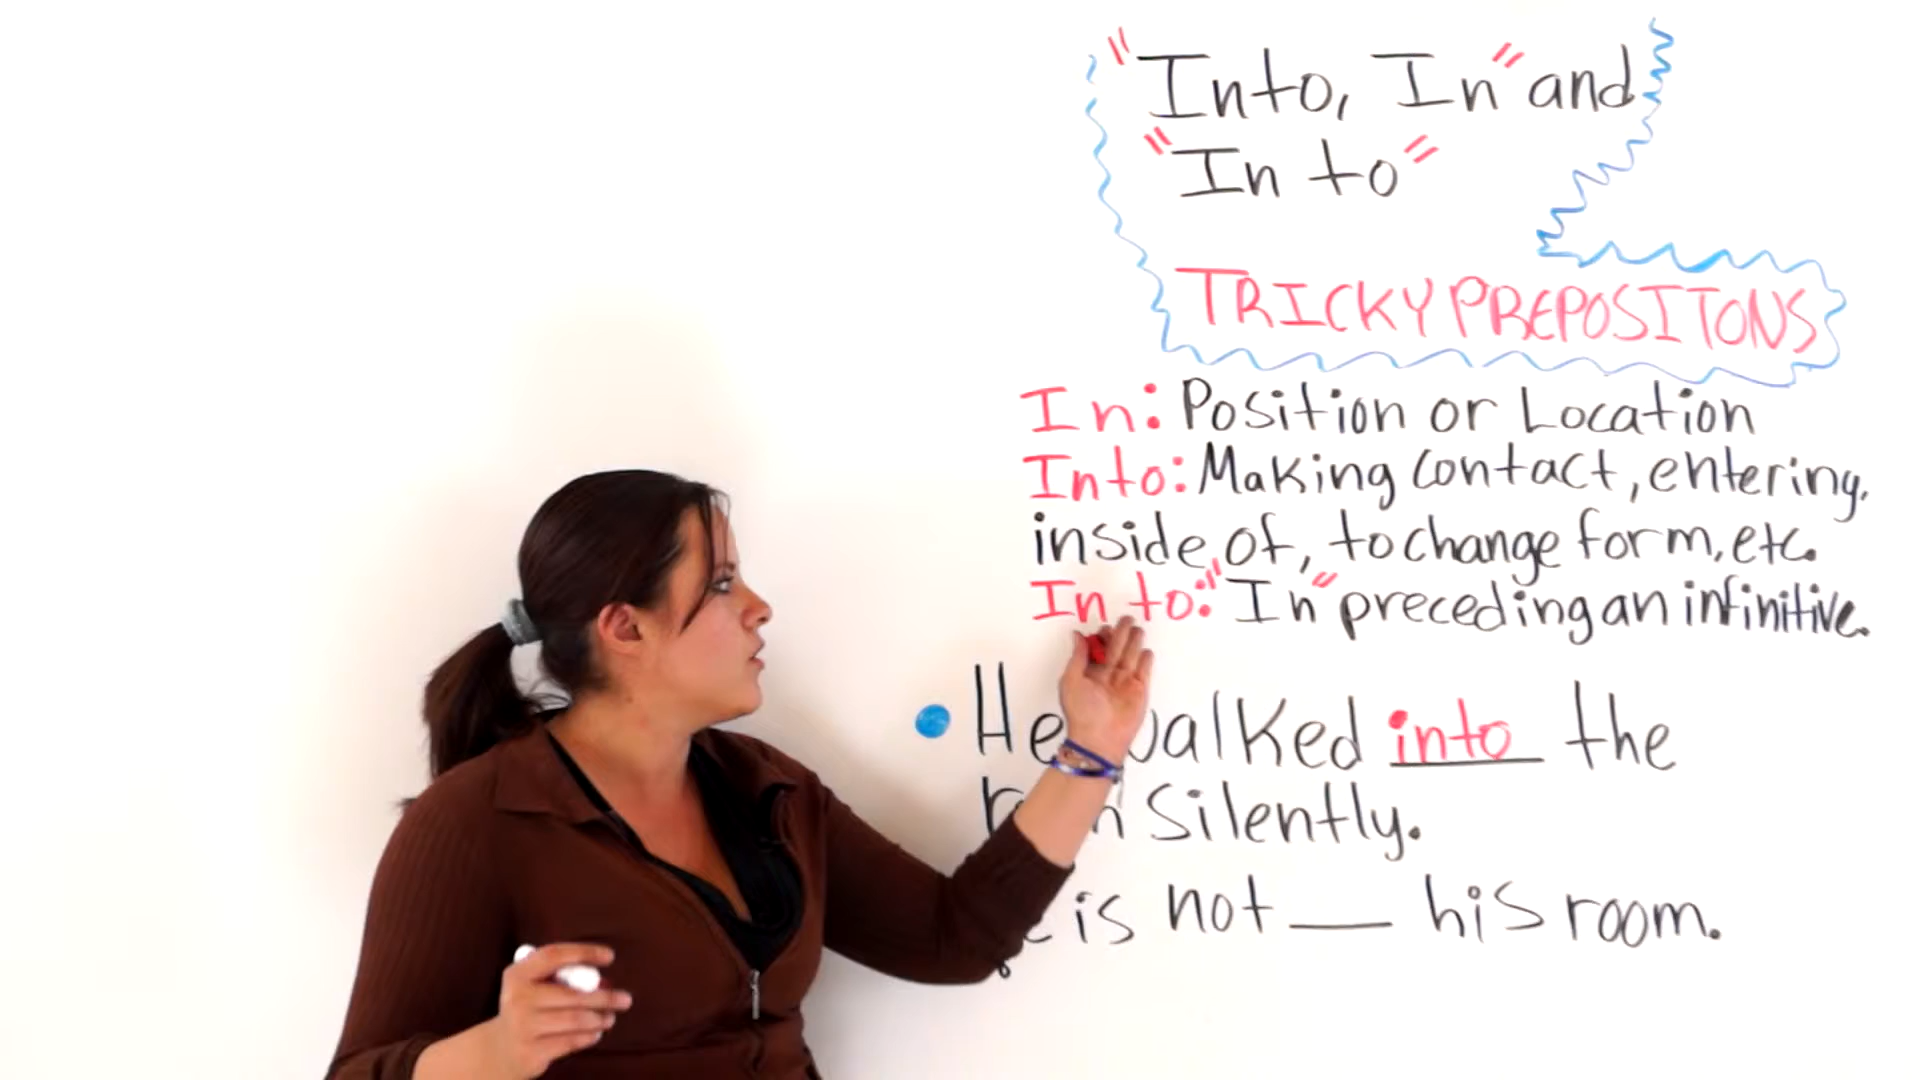 "Into, In" and
"In to"
TRICKY PREPOSITONS
In: Position or Location
Into: Making contact, entering,
inside of, to change form, etc.
In to: "In" preceding an infinitive.
He walked into the
silently.
is not ___ his room.